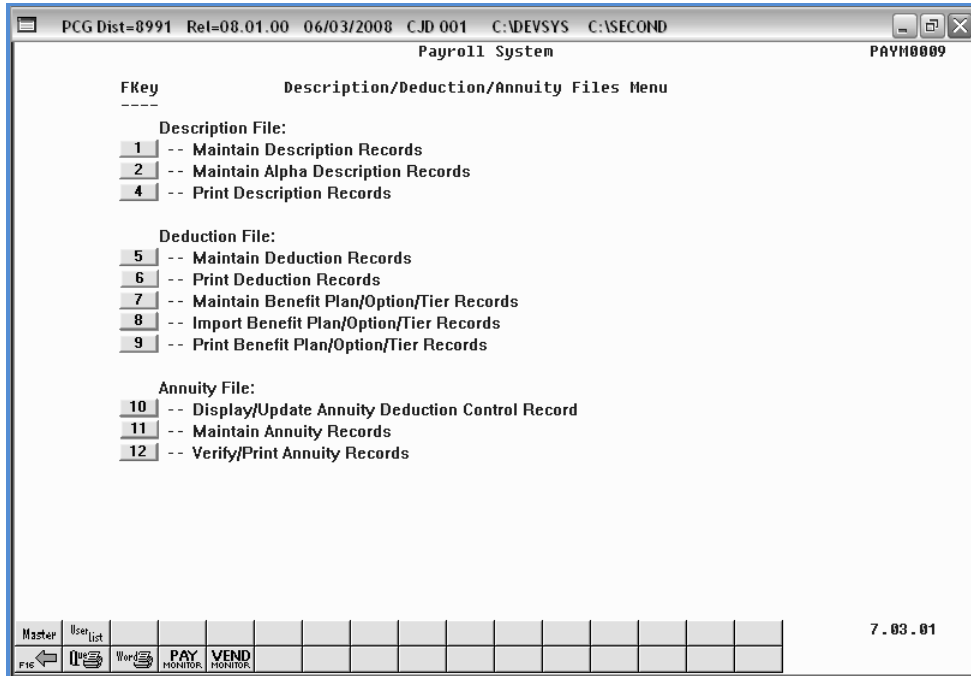 PCG Dist=8991 Rel=08.01.00 06/03/2008 CJD 001 C:\DEVSYS C:\SECOND
Payroll System PAYM0009
FKey Description/Deduction/Annuity Files Menu
----
Description File:
1 -- Maintain Description Records
2 -- Maintain Alpha Description Records
4 -- Print Description Records
Deduction File:
5 -- Maintain Deduction Records
6 -- Print Deduction Records
7 -- Maintain Benefit Plan/Option/Tier Records
8 -- Import Benefit Plan/Option/Tier Records
9 -- Print Benefit Plan/Option/Tier Records
Annuity File:
10 -- Display/Update Annuity Deduction Control Record
11 -- Maintain Annuity Records
12 -- Verify/Print Annuity Records
Master User list 7.03.01
F16 Que Word PAY MONITOR VEND MONITOR